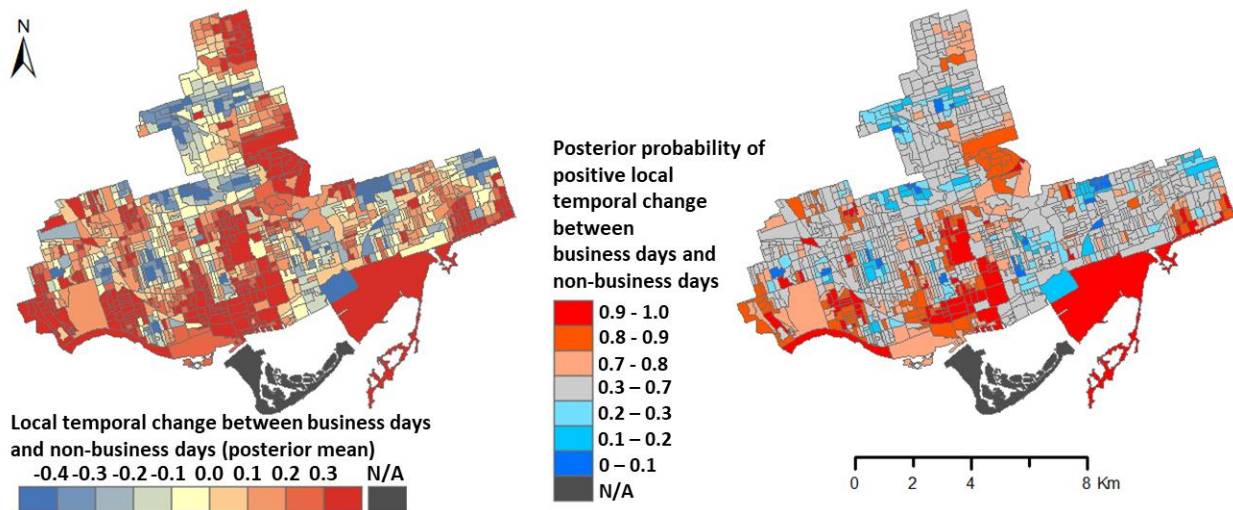 N
Local temporal change between business days
and non-business days (posterior mean)
-0.4 -0.3 -0.2 -0.1 0.0 0.1 0.2 0.3 N/A
Posterior probability of
positive local
temporal change
between
business days and
non-business days
0.9 - 1.0
0.8 - 0.9
0.7 - 0.8
0.3 - 0.7
0.2 – 0.3
0.1 – 0.2
0 – 0.1
N/A
0 2 4 8 Km